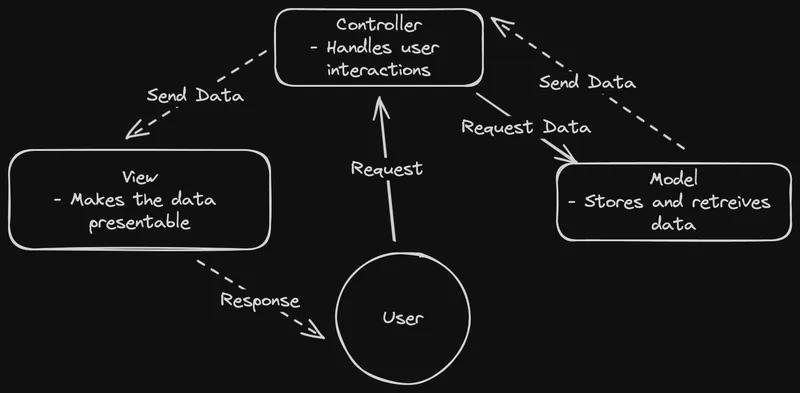 Controller
- Handles user
interactions
Send Data
Send Data
Request Data
Request
View
- Makes the data
presentable
Model
- Stores and retreives
data
Response
User